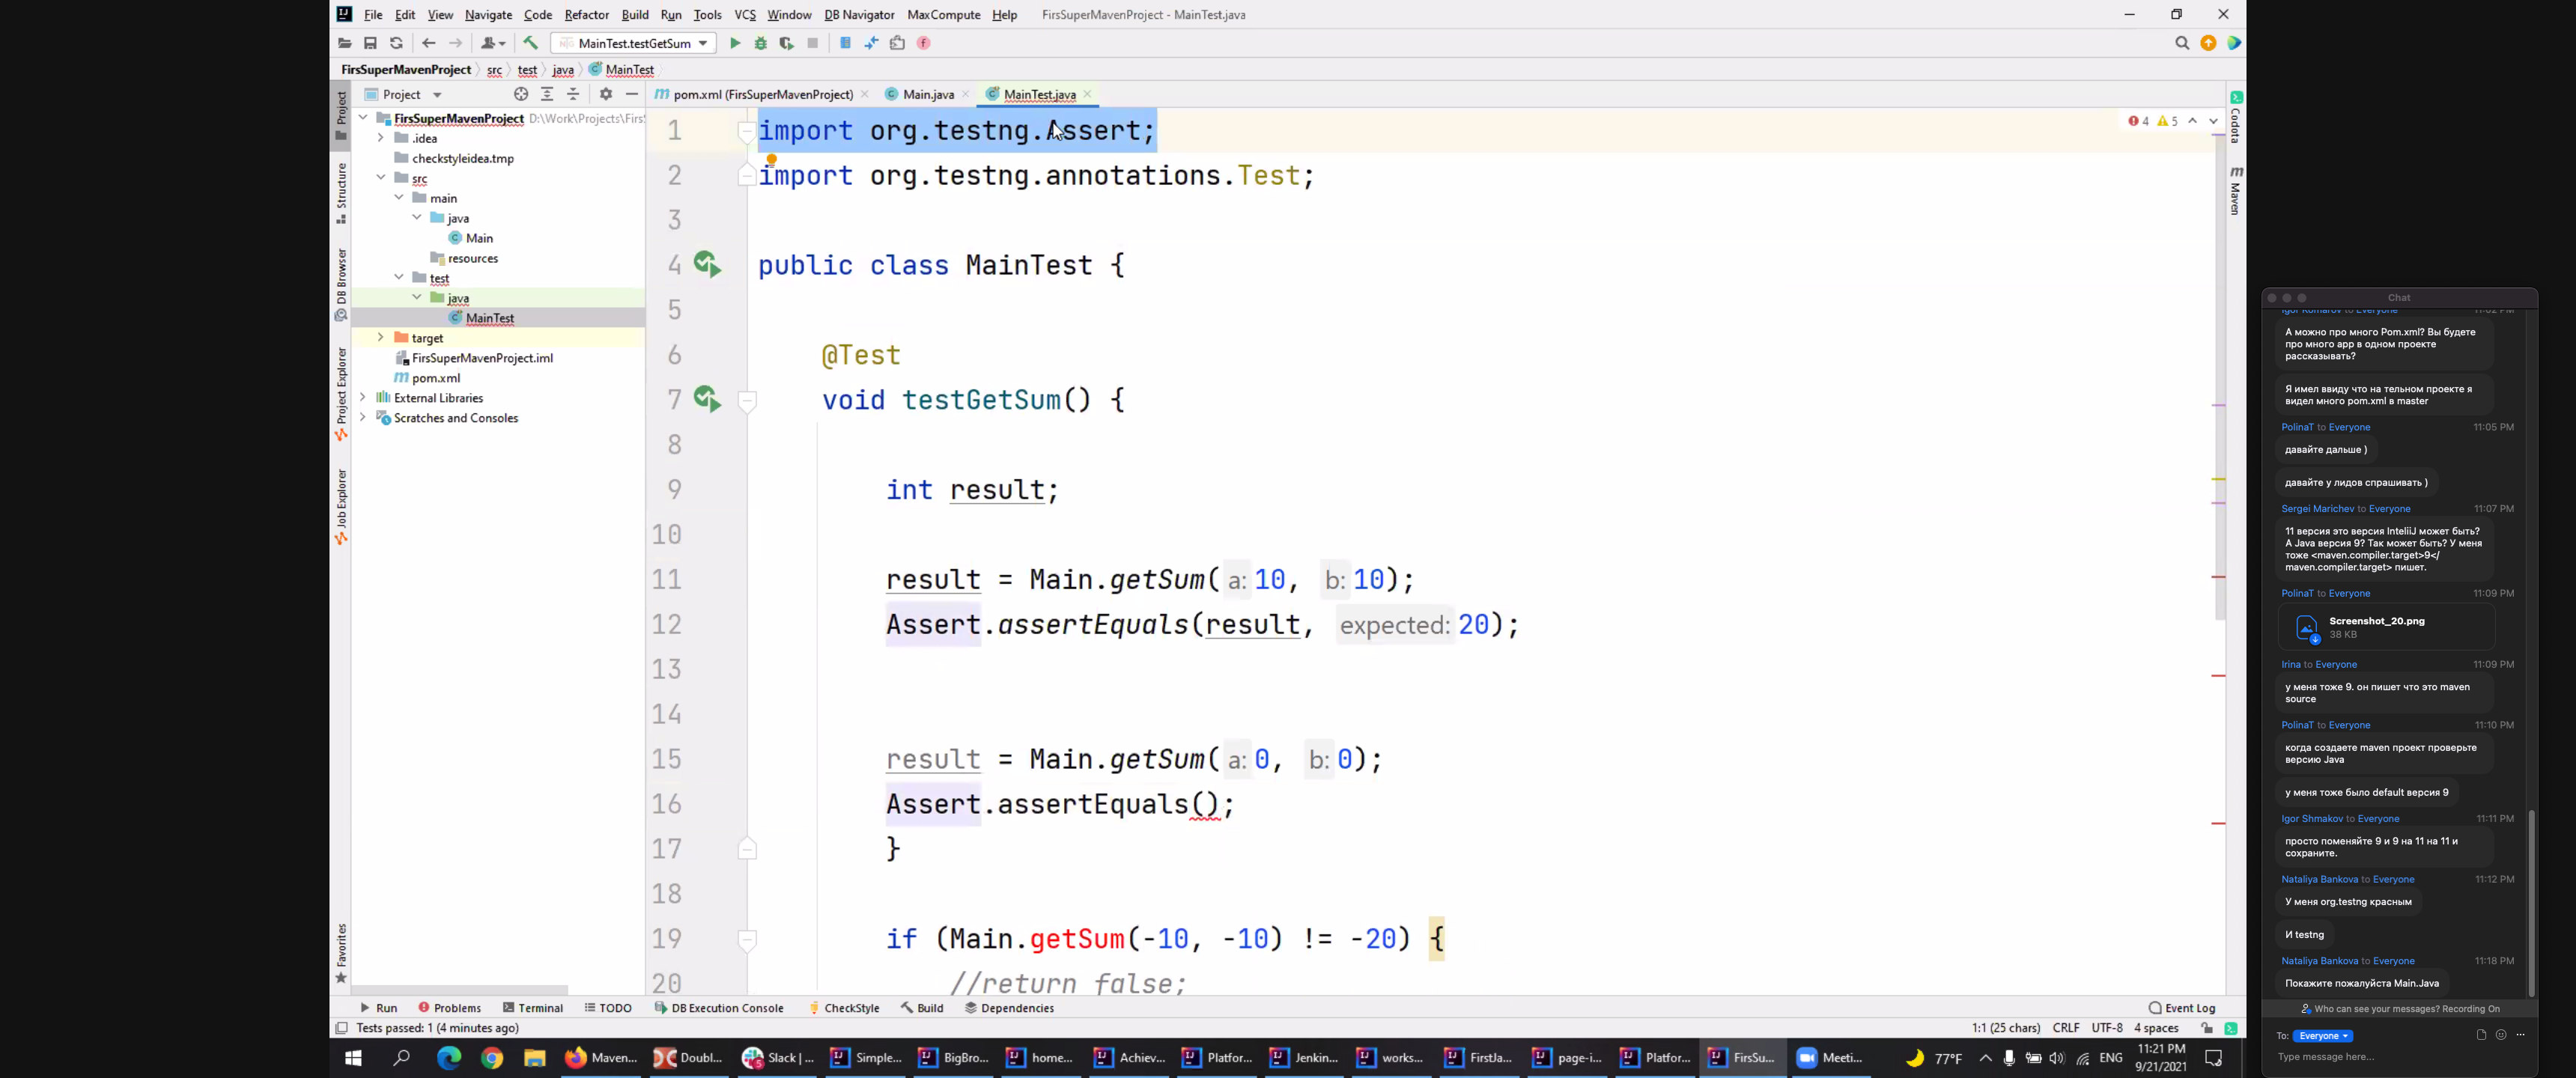 File Edit View Navigate Code Refactor Build Run Tools VCS Window DB Navigator MaxCompute Help FirsSuperMavenProject - MainTest.java
MainTest.testGetSum
FirsSuperMavenProject src test java MainTest
Project
pom.xml (FirsSuperMavenProject) Main.java MainTest.java
Project
Structure
DB Browser
Project Explorer
Job Explorer
Favorites
FirsSuperMavenProject D:\Work\Projects\Firs
.idea
checkstyleidea.tmp
src
main
java
Main
resources
test
java
MainTest
target
FirsSuperMavenProject.iml
pom.xml
External Libraries
Scratches and Consoles
4 5
Codota
Maven
1 import org.testng.Assert;
2 import org.testng.annotations.Test;
3
4 public class MainTest {
5
6 @Test
7 void testGetSum() {
8
9 int result;
10
11 result = Main.getSum( a: 10, b: 10);
12 Assert.assertEquals(result, expected: 20);
13
14
15 result = Main.getSum( a: 0, b: 0);
16 Assert.assertEquals();
17 }
18
19 if (Main.getSum(-10, -10) != -20) {
20 //return false;
Run Problems Terminal TODO DB Execution Console CheckStyle Build Dependencies Event Log
Tests passed: 1 (4 minutes ago) 1:1 (25 chars) CRLF UTF-8 4 spaces
Maven... Doubl... Slack | ... Simple... BigBro... home... Achiev... Platfor... Jenkin... works... FirstJa... page-i... Platfor... FirsSu... Meeti... 77°F ENG 11:21 PM
9/21/2021
Chat
Igor Komarov to Everyone 11:02 PM
А можно про много Pom.xml? Вы будете
про много app в одном проекте
рассказывать?
Я имел ввиду что на тельном проекте я
видел много pom.xml в master
PolinaT to Everyone 11:05 PM
давайте дальше )
давайте у лидов спрашивать )
Sergei Marichev to Everyone 11:07 PM
11 версия это версия InteliiJ может быть?
А Java версия 9? Так может быть? У меня
тоже <maven.compiler.target>9</
maven.compiler.target> пишет.
PolinaT to Everyone 11:09 PM
Screenshot_20.png
38 KB
Irina to Everyone 11:09 PM
у меня тоже 9. он пишет что это maven
source
PolinaT to Everyone 11:10 PM
когда создаете maven проект проверьте
версию Java
у меня тоже было default версия 9
Igor Shmakov to Everyone 11:11 PM
просто поменяйте 9 и 9 на 11 на 11 и
сохраните.
Nataliya Bankova to Everyone 11:12 PM
У меня org.testng красным
И testng
Nataliya Bankova to Everyone 11:18 PM
Покажите пожалуйста Main.Java
Who can see your messages? Recording On
To: Everyone
Type message here...